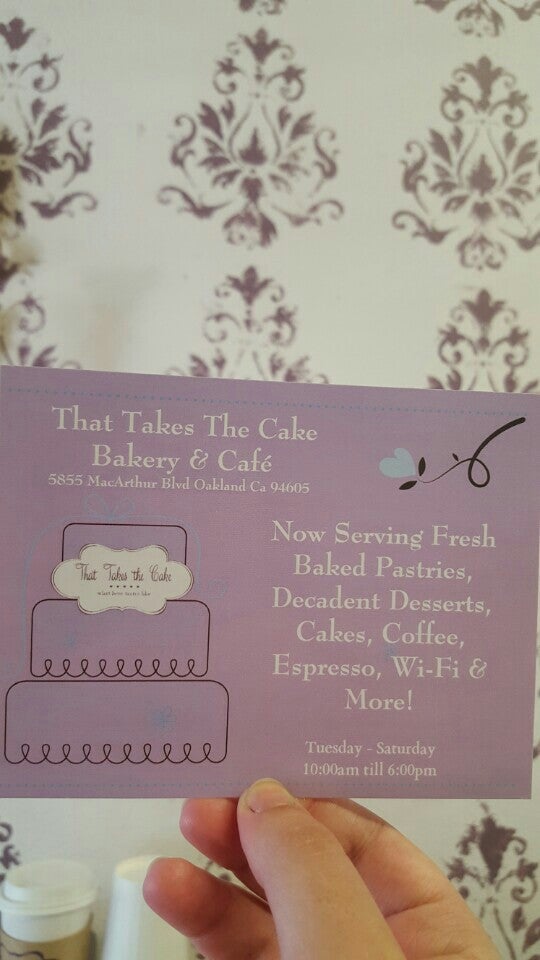 That Takes The Cake
Bakery & Café
5855 MacArthur Blvd Oakland Ca 94605
That Takes the Cake
Now Serving Fresh
Baked Pastries,
Decadent Desserts,
Cakes, Coffee,
Espresso, Wi-Fi &
More!
Tuesday - Saturday
10:00am till 6:00pm